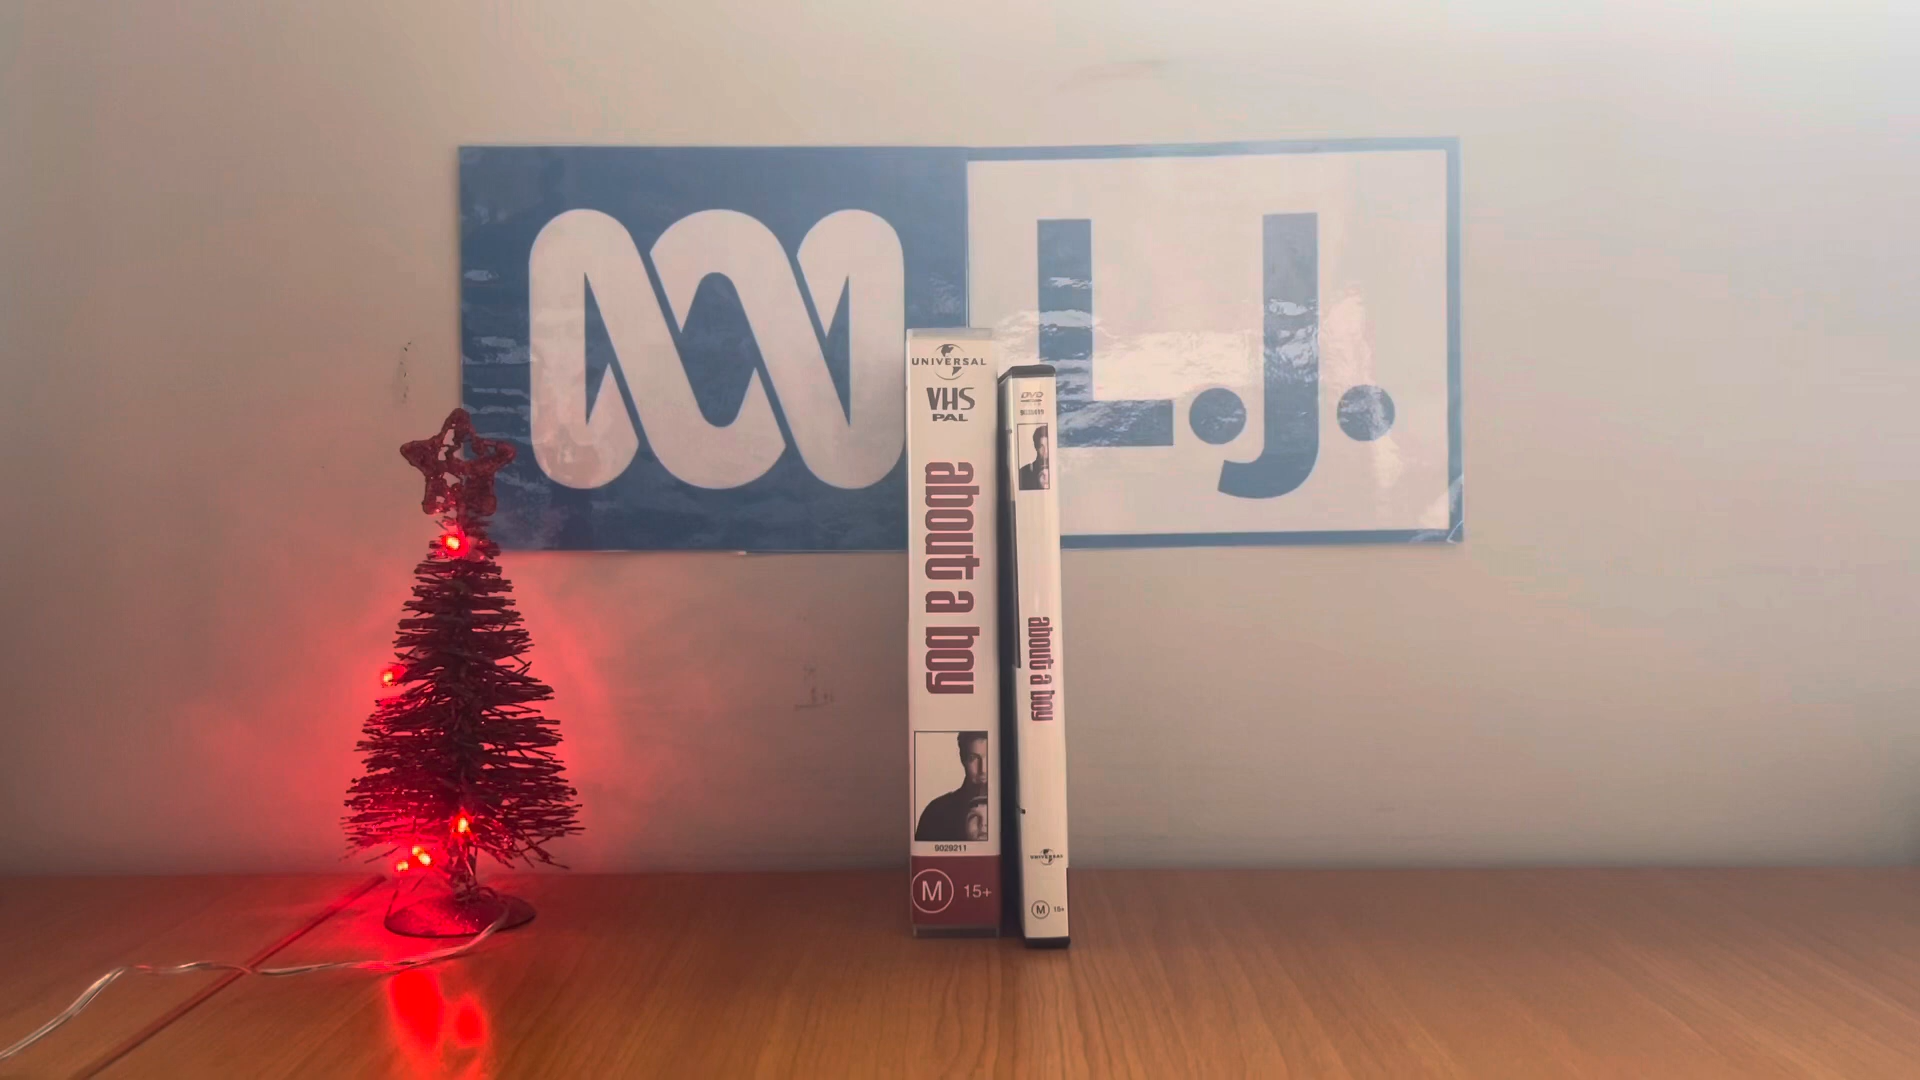 L.J.
UNIVERSAL
VHS
PAL
about a boy
9029211
M 15+
DVD
about a boy
UNIVERSAL
M 15+